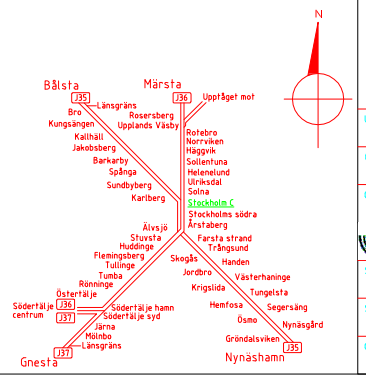 N
Bålsta
Märsta
J35
J36
Upptåget mot
Länsgräns
Bro
Rosersberg
Kungsängen
Upplands Väsby
Kallhäll
Rotebro
Jakobsberg
Norrviken
Barkarby
Häggvik
Spånga
Sollentuna
Sundbyberg
Helenelund
Karlberg
Ulriksdal
Solna
Stockholm C
Stockholms södra
Årstaberg
Älvsjö
Stuvsta
Farsta strand
Huddinge
Trångsund
Flemingsberg
Skogås
Handen
Tullinge
Jordbro
Västerhaninge
Tumba
Krigslida
Tungelsta
Rönninge
Hemfosa
Segersäng
Östertälje
Ösmo
Nynäsgård
J36
Södertälje
centrum
J37
Södertälje hamn
Södertälje syd
Gröndalsviken
Järna
Mölnbo
Länsgräns
J37
J35
Gnesta
Nynäshamn